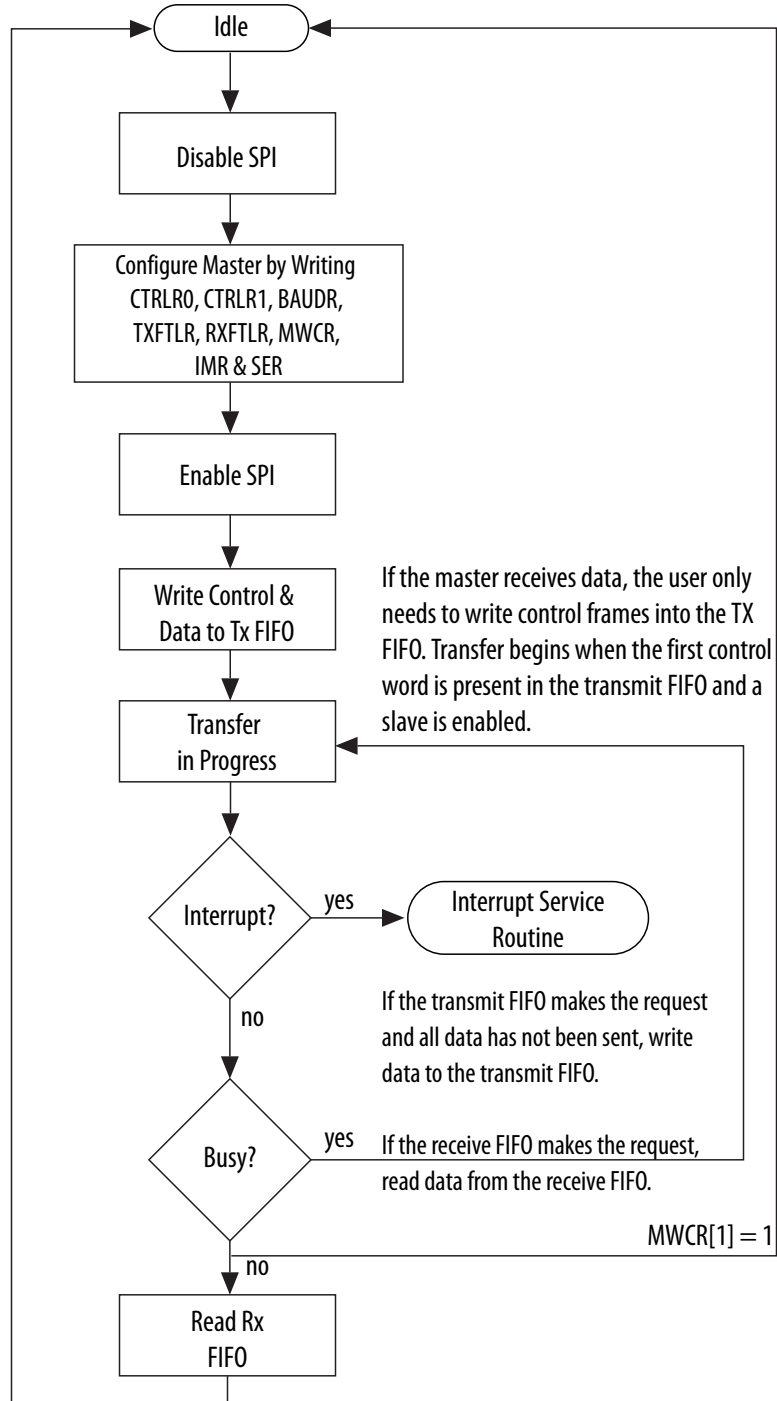 Idle
Disable SPI
Configure Master by Writing
CTRLR0, CTRLR1, BAUDR,
TXFTLR, RXFTLR, MWCR,
IMR & SER
Enable SPI
Write Control &
Data to Tx FIFO
If the master receives data, the user only
needs to write control frames into the TX
FIFO. Transfer begins when the first control
word is present in the transmit FIFO and a
slave is enabled.
Transfer
in Progress
Interrupt?
yes
Interrupt Service
Routine
no
If the transmit FIFO makes the request
and all data has not been sent, write
data to the transmit FIFO.
Busy?
yes
If the receive FIFO makes the request,
read data from the receive FIFO.
MWCR[1] = 1
no
Read Rx
FIFO